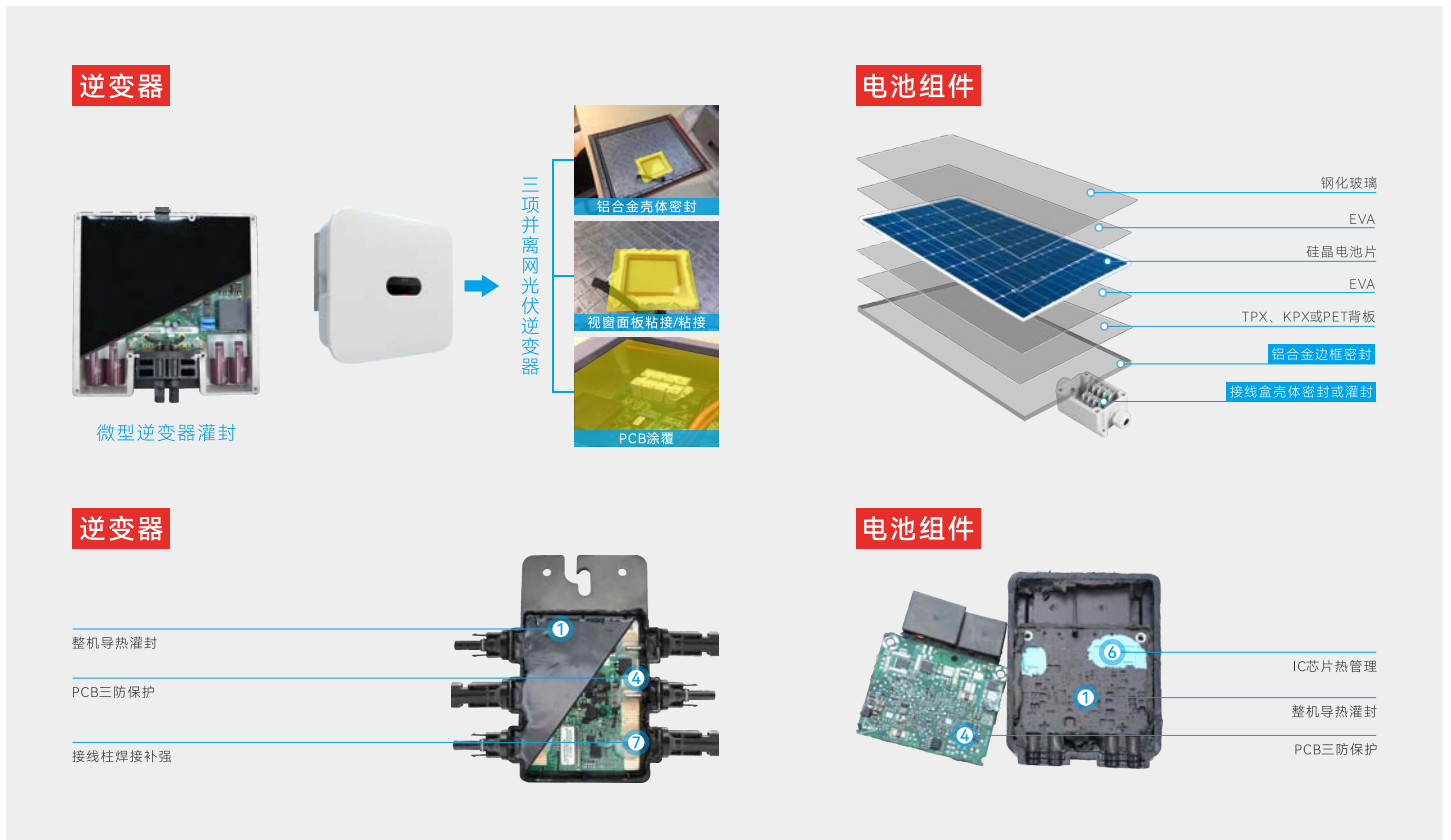 逆变器
三项并离网光伏逆变器
铝合金壳体密封
视窗面板粘接/粘接
PCB涂覆
微型逆变器灌封
电池组件
钢化玻璃
EVA
硅晶电池片
EVA
TPX、KPX或PET背板
铝合金边框密封
接线盒壳体密封或灌封
逆变器
1
整机导热灌封
4
PCB三防保护
7
接线柱焊接补强
电池组件
6
IC芯片热管理
1
整机导热灌封
4
PCB三防保护